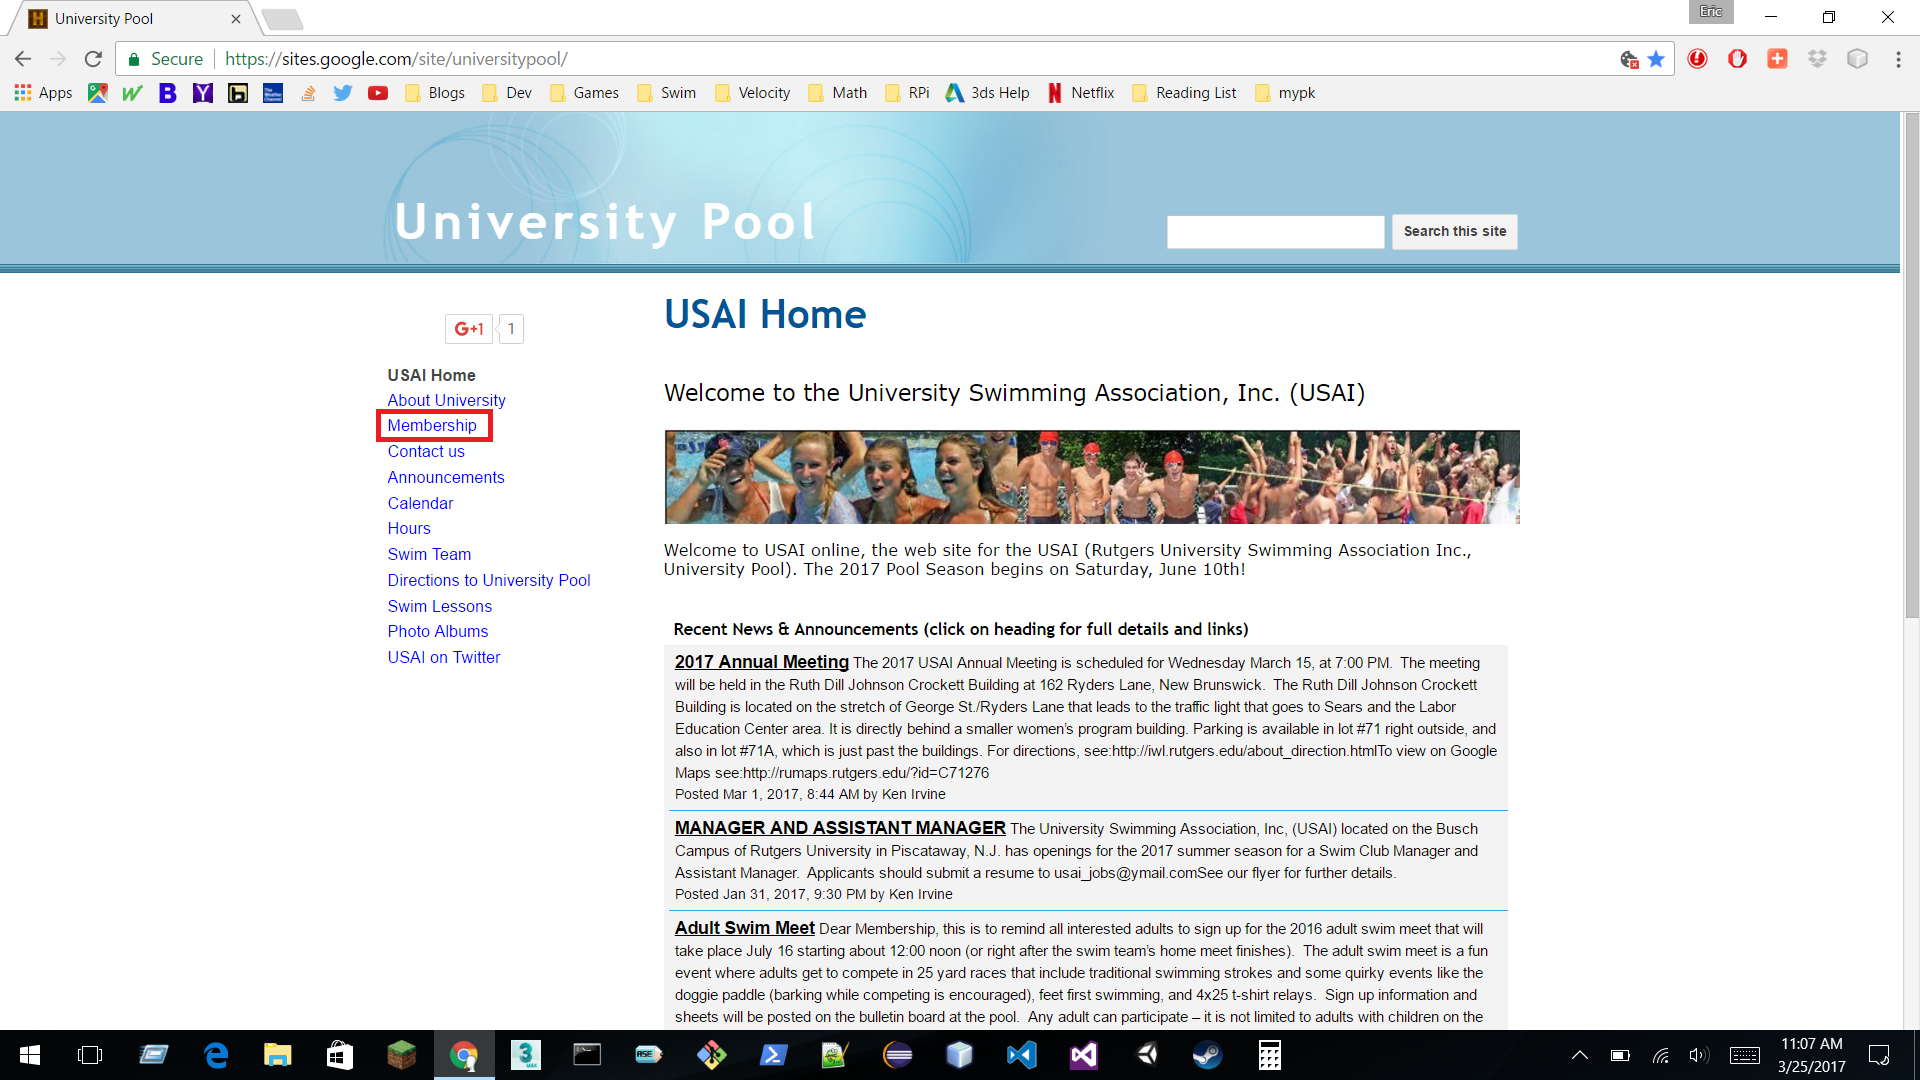 University Pool
Eric
Secure
https://sites.google.com/site/universitypool/
Apps
Blogs
Dev
Games
Swim
Velocity
Math
RPi
3ds Help
Netflix
Reading List
mypk
University Pool
Search this site
G+1
1
USAI Home
About University
Membership
Contact us
Announcements
Calendar
Hours
Swim Team
Directions to University Pool
Swim Lessons
Photo Albums
USAI on Twitter
USAI Home
Welcome to the University Swimming Association, Inc. (USAI)
Welcome to USAI online, the web site for the USAI (Rutgers University Swimming Association Inc.,
University Pool). The 2017 Pool Season begins on Saturday, June 10th!
Recent News & Announcements (click on heading for full details and links)
2017 Annual Meeting The 2017 USAI Annual Meeting is scheduled for Wednesday March 15, at 7:00 PM.  The meeting
will be held in the Ruth Dill Johnson Crockett Building at 162 Ryders Lane, New Brunswick.  The Ruth Dill Johnson Crockett
Building is located on the stretch of George St./Ryders Lane that leads to the traffic light that goes to Sears and the Labor
Education Center area. It is directly behind a smaller women’s program building. Parking is available in lot #71 right outside, and
also in lot #71A, which is just past the buildings. For directions, see:http://iwl.rutgers.edu/about_direction.htmlTo view on Google
Maps see:http://rumaps.rutgers.edu/?id=C71276
Posted Mar 1, 2017, 8:44 AM by Ken Irvine
MANAGER AND ASSISTANT MANAGER The University Swimming Association, Inc, (USAI) located on the Busch
Campus of Rutgers University in Piscataway, N.J. has openings for the 2017 summer season for a Swim Club Manager and
Assistant Manager.  Applicants should submit a resume to usai_jobs@ymail.comSee our flyer for further details.
Posted Jan 31, 2017, 9:30 PM by Ken Irvine
Adult Swim Meet Dear Membership, this is to remind all interested adults to sign up for the 2016 adult swim meet that will
take place July 16 starting about 12:00 noon (or right after the swim team’s home meet finishes).  The adult swim meet is a fun
event where adults get to compete in 25 yard races that include traditional swimming strokes and some quirky events like the
doggie paddle (barking while competing is encouraged), feet first swimming, and 4x25 t-shirt relays.  Sign up information and
sheets will be posted on the bulletin board at the pool.  Any adult can participate – it is not limited to adults with children on the
11:07 AM
3/25/2017